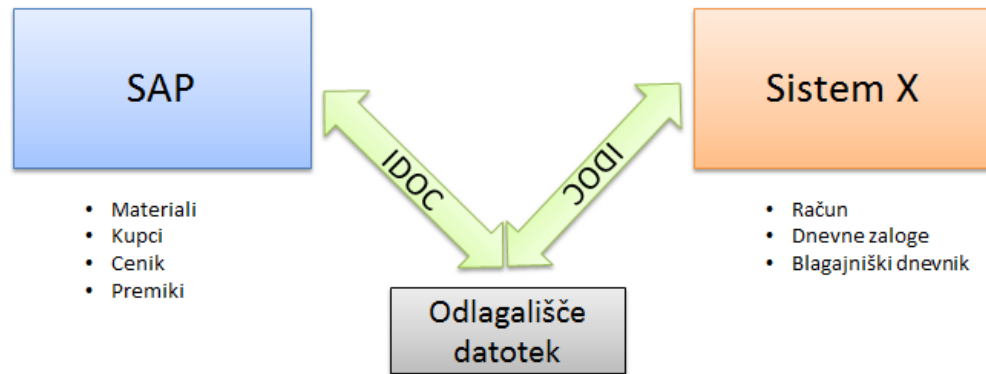 SAP
Sistem X
IDOC
IDOC
• Materiali
• Kupci
• Cenik
• Premiki
• Račun
• Dnevne zaloge
• Blagajniški dnevnik
Odlagališče
datotek